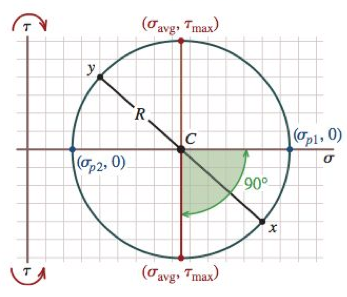 τ
(σavg, τmax)
y
R
C
(σp1, 0)
(σp2, 0)
σ
90°
x
τ
(σavg, τmax)